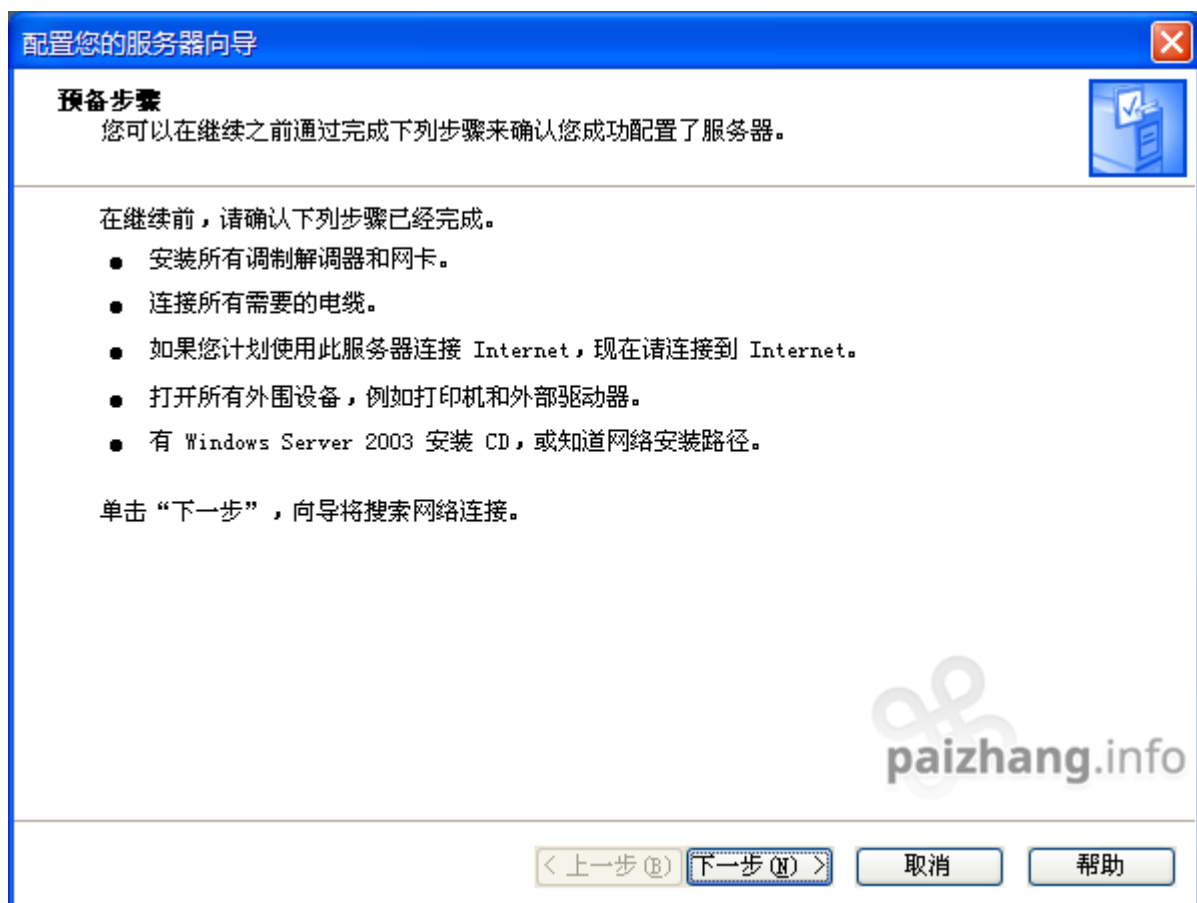 配置您的服务器向导
预备步骤
您可以在继续之前通过完成下列步骤来确认您成功配置了服务器。
在继续前，请确认下列步骤已经完成。
● 安装所有调制解调器和网卡。
● 连接所有需要的电缆。
● 如果您计划使用此服务器连接 Internet，现在请连接到 Internet。
● 打开所有外围设备，例如打印机和外部驱动器。
● 有 Windows Server 2003 安装 CD，或知道网络安装路径。
单击“下一步”，向导将搜索网络连接。
paizhang.info
< 上一步(B) 下一步(N) > 取消 帮助